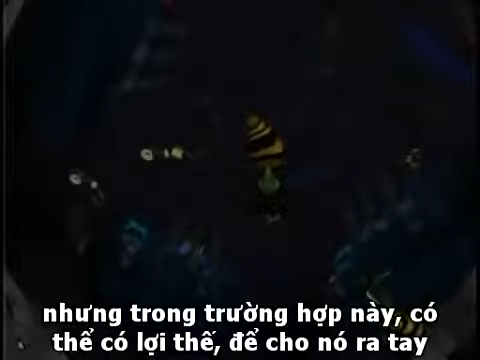 nhưng trong trường hợp này, có
thể có lợi thế, để cho nó ra tay